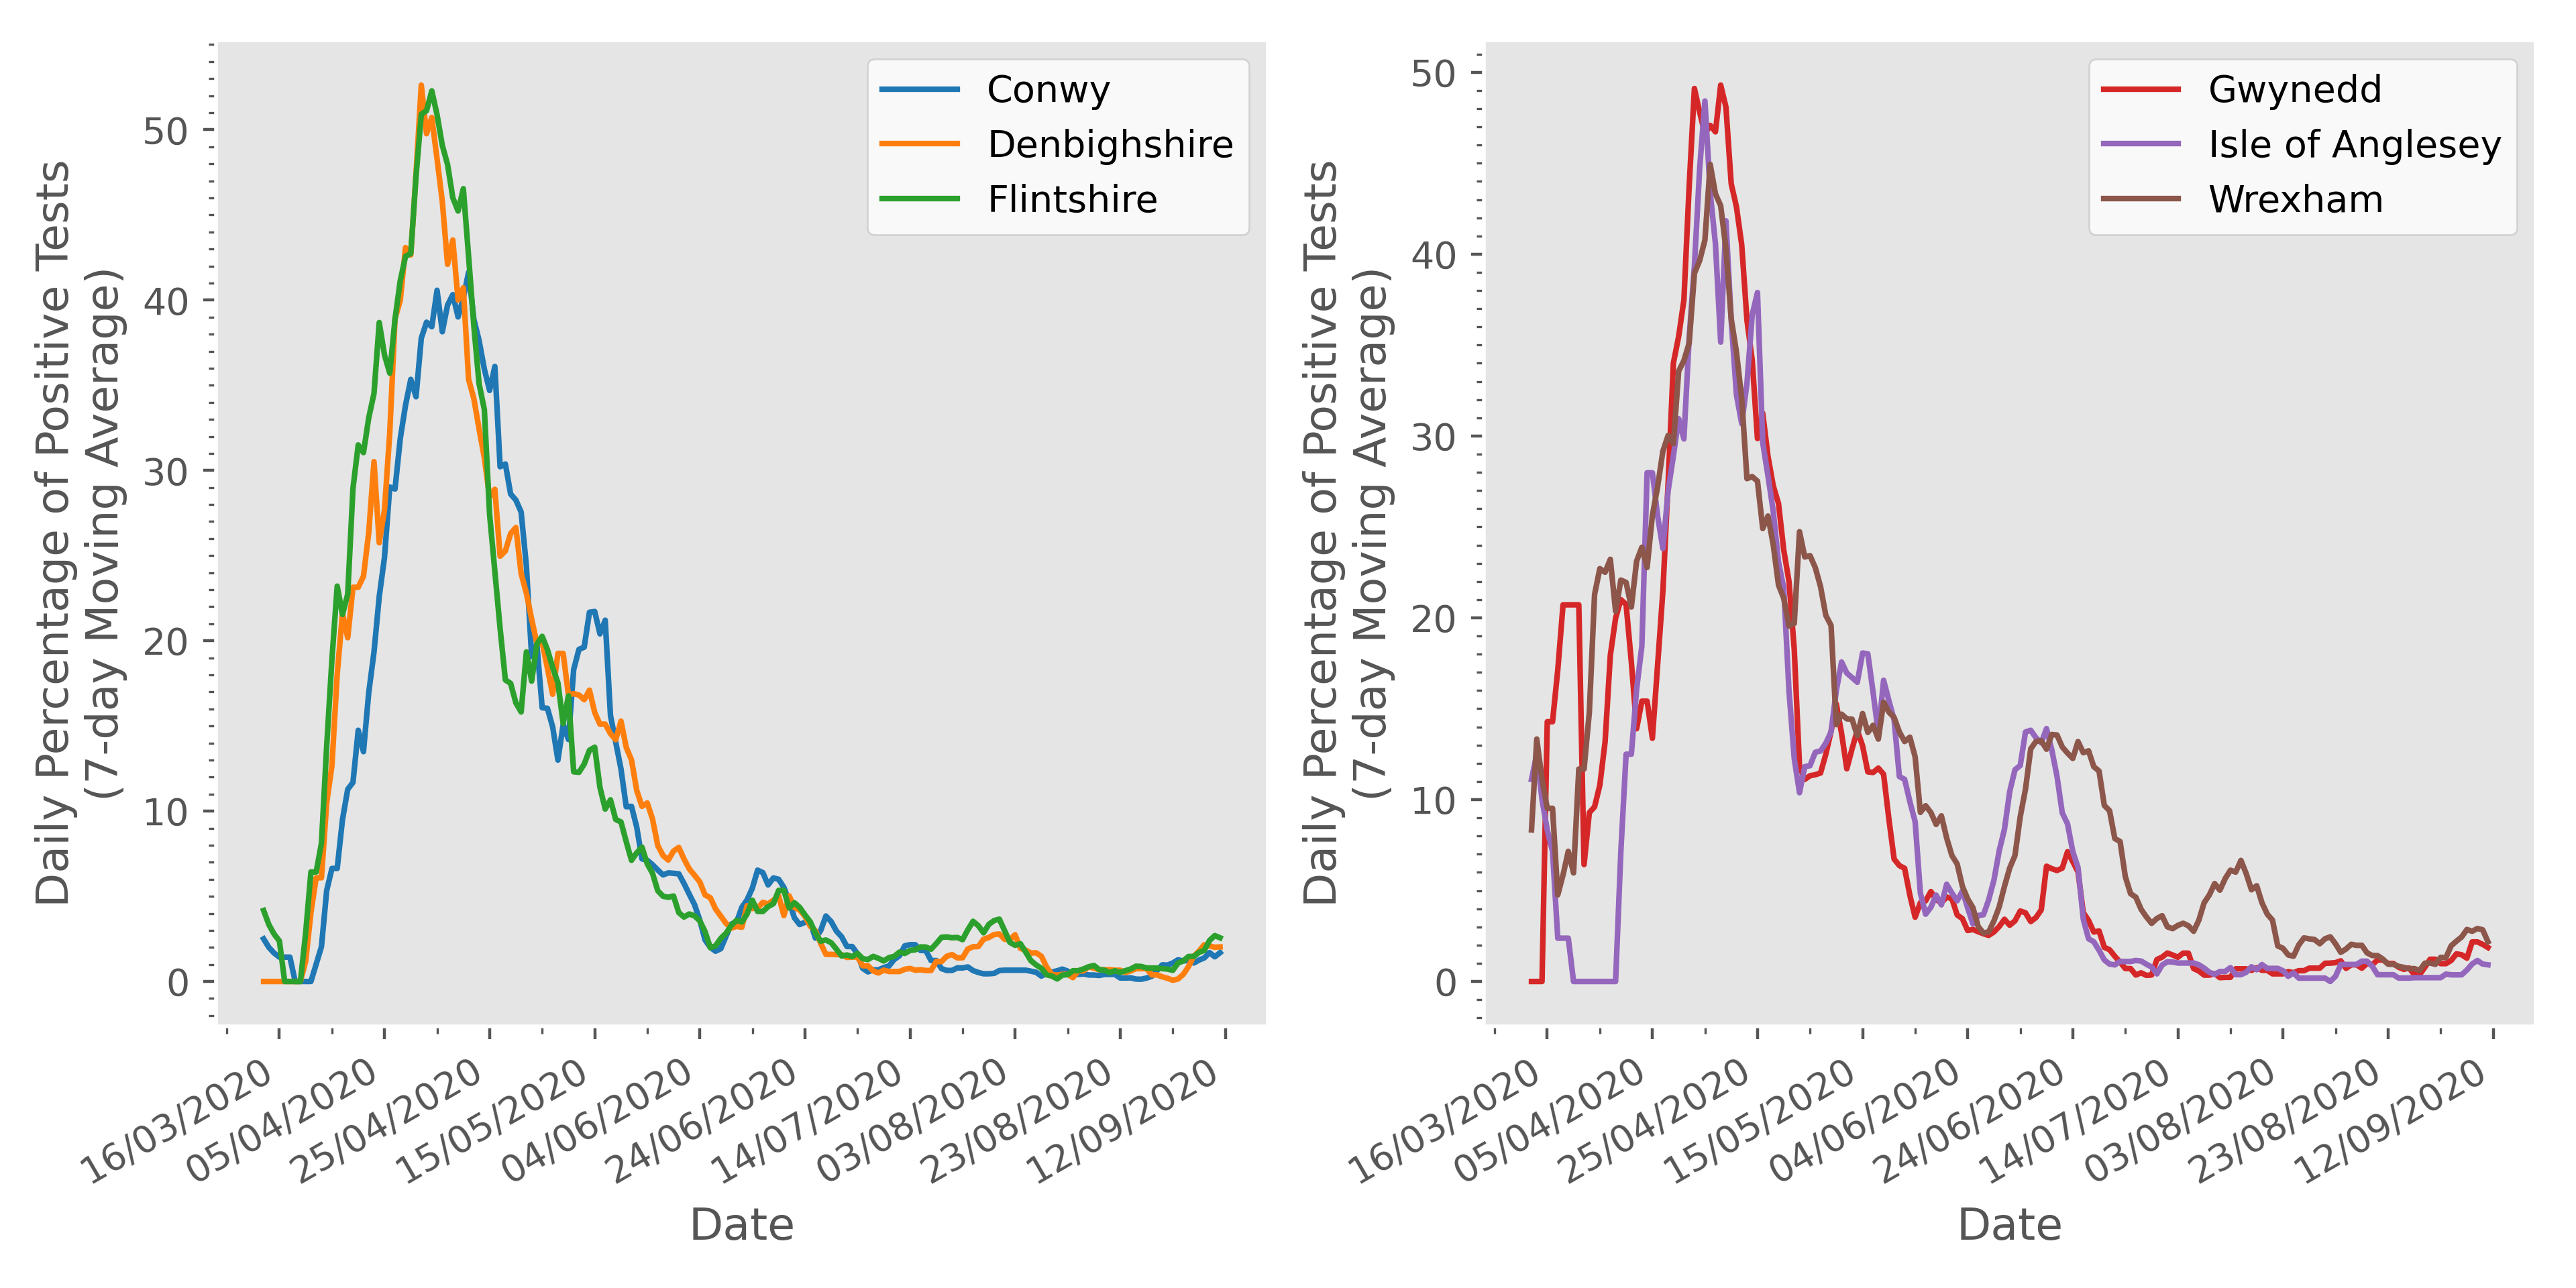 Daily Percentage of Positive Tests
(7-day Moving Average)
50
40
30
20
10
0
Conwy
Denbighshire
Flintshire
16/03/2020
05/04/2020
25/04/2020
15/05/2020
04/06/2020
24/06/2020
14/07/2020
03/08/2020
23/08/2020
12/09/2020
Date
Daily Percentage of Positive Tests
(7-day Moving Average)
50
40
30
20
10
0
Gwynedd
Isle of Anglesey
Wrexham
16/03/2020
05/04/2020
25/04/2020
15/05/2020
04/06/2020
24/06/2020
14/07/2020
03/08/2020
23/08/2020
12/09/2020
Date